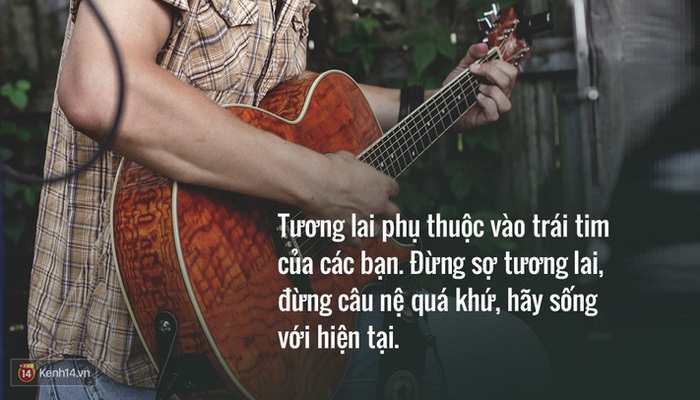 Tương lai phụ thuộc vào trái tim
của các bạn. Đừng sợ tương lai,
đừng câu nệ quá khứ, hãy sống
với hiện tại.
14 Kenh14.vn